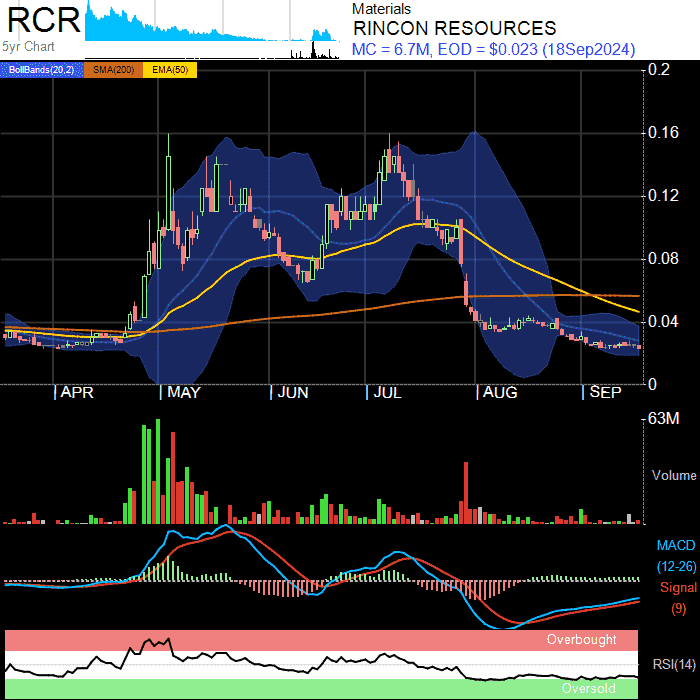 RCR
5yr Chart
Materials
RINCON RESOURCES
MC = 6.7M, EOD = $0.023 (18Sep2024)
BollBands(20,2) SMA(200) EMA(50)
0.2
0.16
0.12
0.08
0.04
0
APR MAY JUN JUL AUG SEP
63M
Volume
MACD
(12-26)
Signal
(9)
Overbought
RSI(14)
Oversold